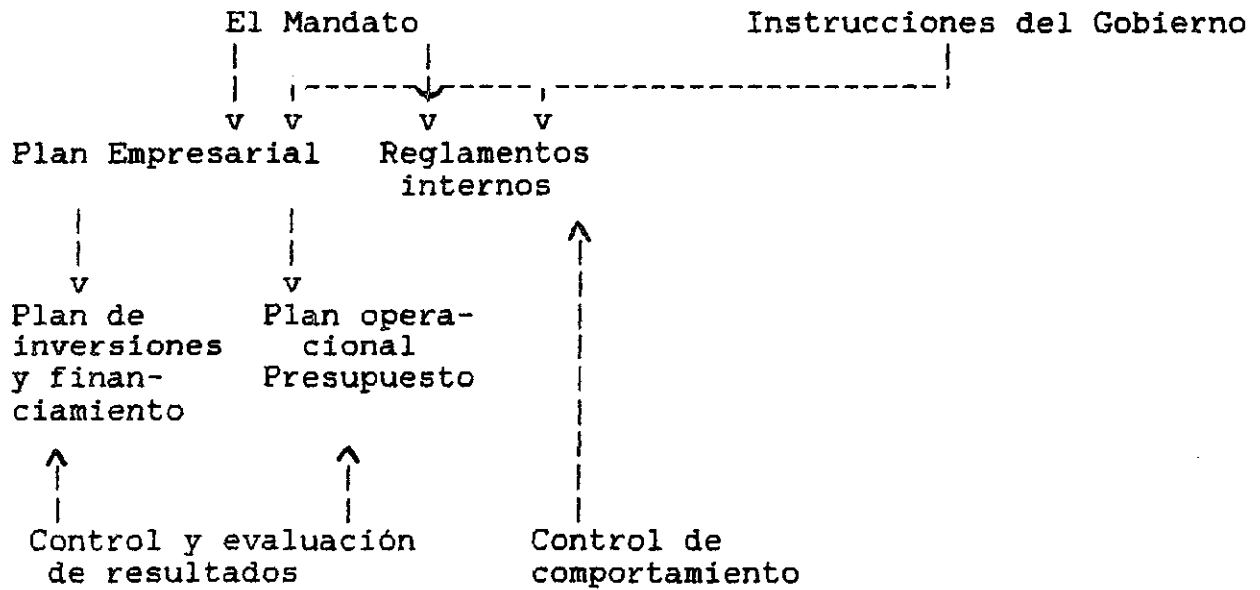 El Mandato Instrucciones del Gobierno
Plan Empresarial Reglamentos
internos
Plan de Plan opera-
inversiones cional
y finan- Presupuesto
ciamiento
Control y evaluación Control de
de resultados comportamiento